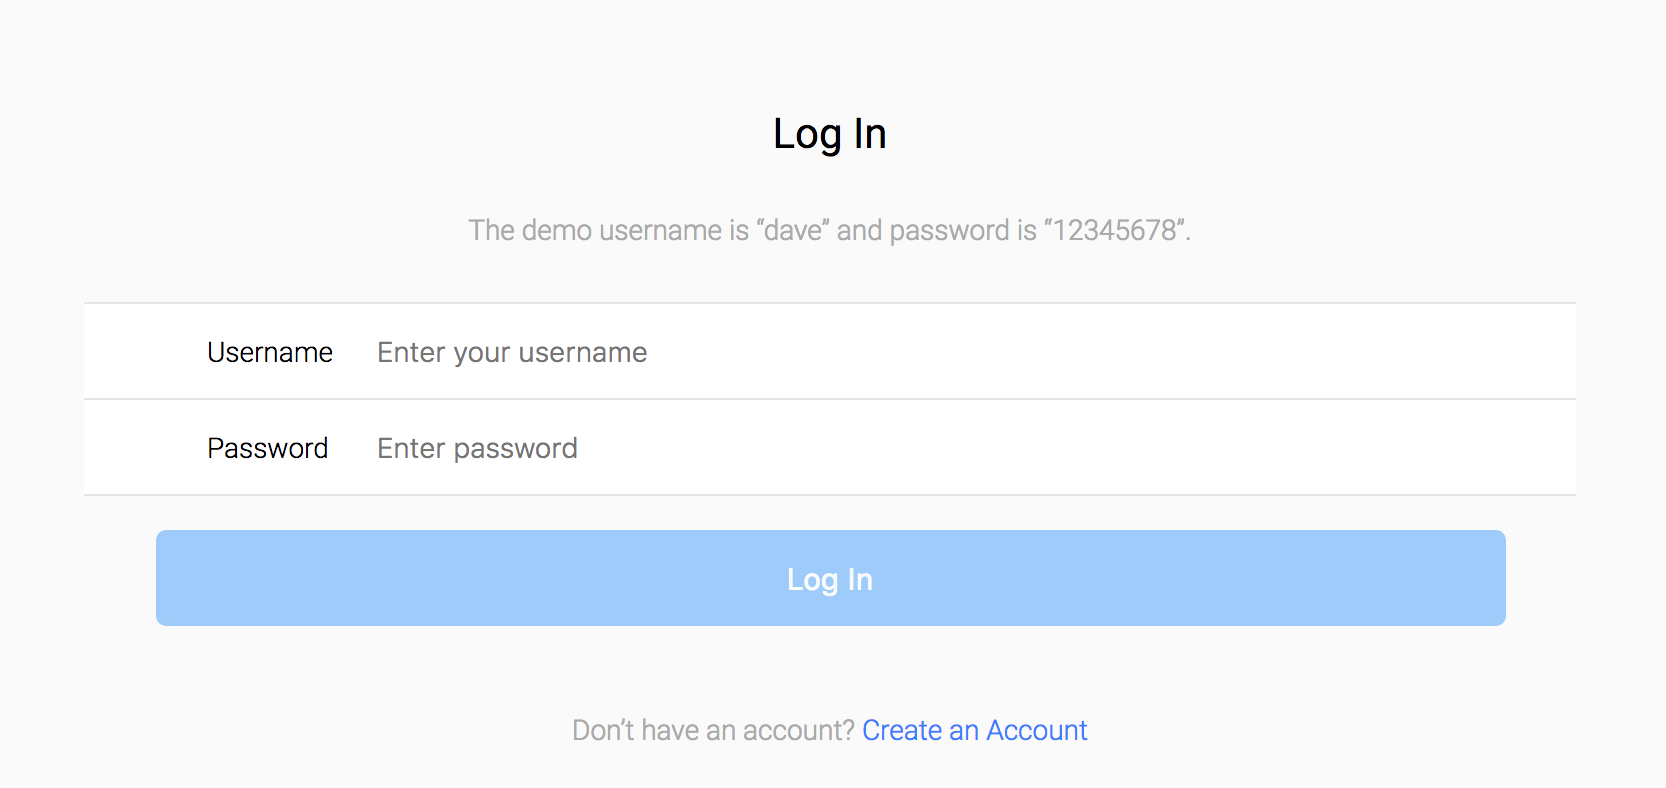 Log In
The demo username is “dave” and password is “12345678”.
Username Enter your username
Password Enter password
Log In
Don’t have an account? Create an Account